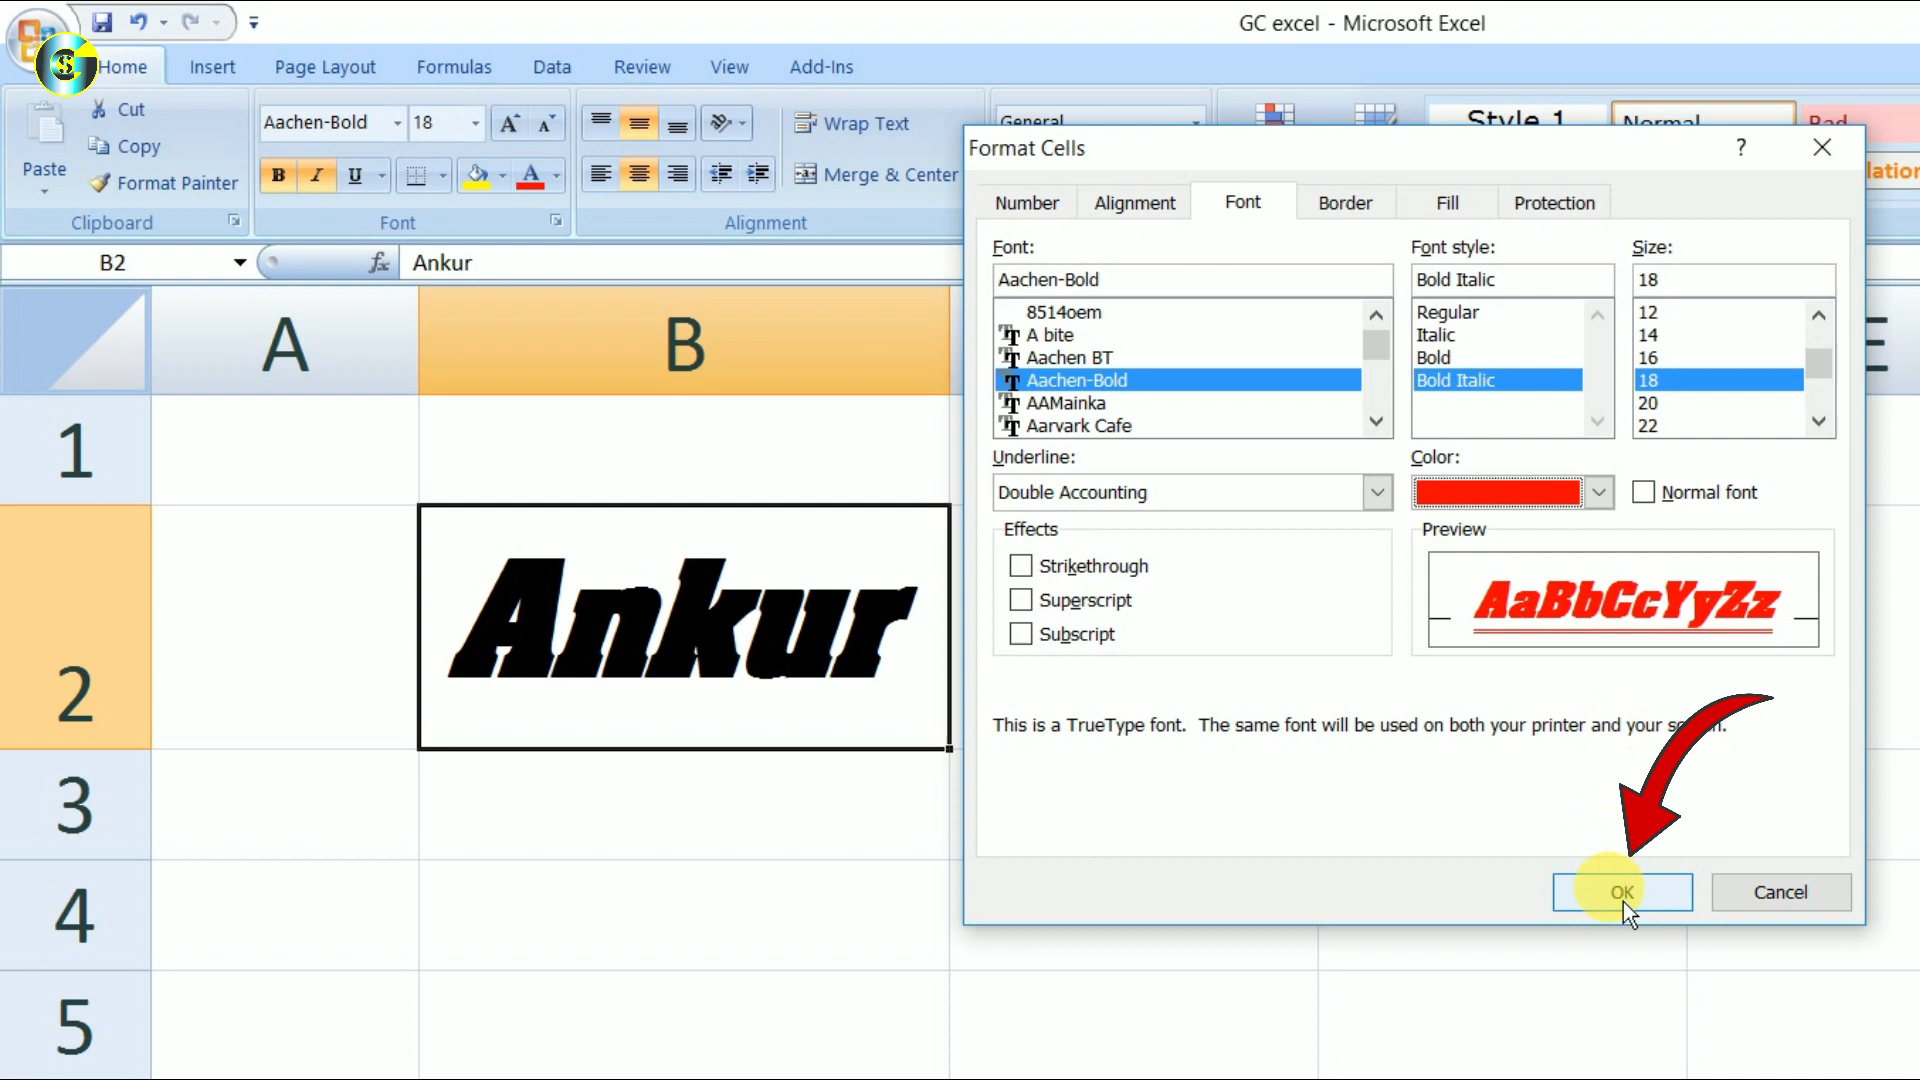 GC excel - Microsoft Excel
Home Insert Page Layout Formulas Data Review View Add-Ins
Paste
Cut
Copy
Format Painter
Clipboard
Aachen-Bold 18
B I U
Font
Wrap Text
Merge & Center
Alignment
General
Style 1 Normal Bad
B2 fx Ankur
A B E
1
2
3
4
5
Ankur
Format Cells ?
Number Alignment Font Border Fill Protection
Font: Font style: Size:
Aachen-Bold Bold Italic 18
8514oem Regular 12
A bite Italic 14
Aachen BT Bold 16
Aachen-Bold Bold Italic 18
AAMainka 20
Aarvark Cafe 22
Underline: Color:
Double Accounting Normal font
Effects Preview
Strikethrough
Superscript
Subscript
AaBbCcYyZz
This is a TrueType font. The same font will be used on both your printer and your
OK Cancel